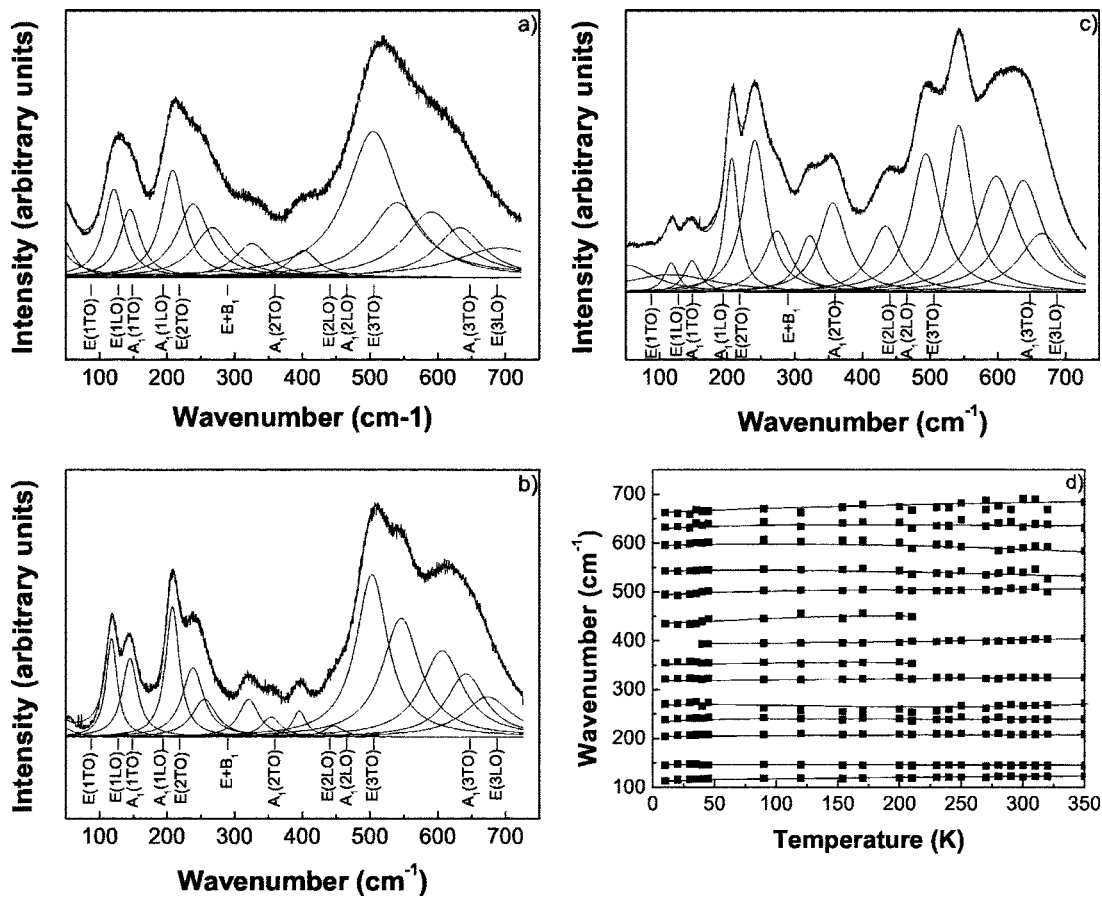 a)
Intensity (arbitrary units)
E(1TO)
E(1LO)
A₁(1TO)
A₁(1LO)
E(2TO)
E+B₁
A₁(2TO)
E(2LO)
A₁(2LO)
E(3TO)
A₁(3TO)
E(3LO)
100 200 300 400 500 600 700
Wavenumber (cm-1)
c)
Intensity (arbitrary units)
E(1TO)
E(1LO)
A₁(1TO)
A₁(1LO)
E(2TO)
E+B₁
A₁(2TO)
E(2LO)
A₁(2LO)
E(3TO)
A₁(3TO)
E(3LO)
100 200 300 400 500 600 700
Wavenumber (cm⁻¹)
b)
Intensity (arbitrary units)
E(1TO)
E(1LO)
A₁(1TO)
A₁(1LO)
E(2TO)
E+B₁
A₁(2TO)
E(2LO)
A₁(2LO)
E(3TO)
A₁(3TO)
E(3LO)
100 200 300 400 500 600 700
Wavenumber (cm⁻¹)
d)
Wavenumber (cm⁻¹)
700
600
500
400
300
200
100
0 50 100 150 200 250 300 350
Temperature (K)